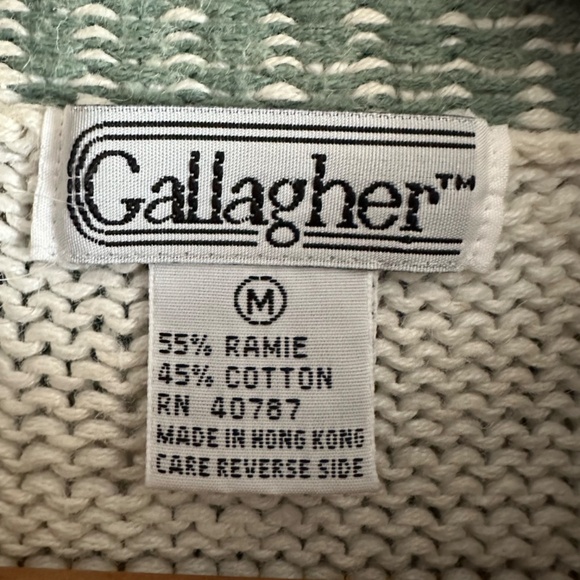 Gallagher™
M
55% RAMIE
45% COTTON
RN 40787
MADE IN HONG KONG
CARE REVERSE SIDE